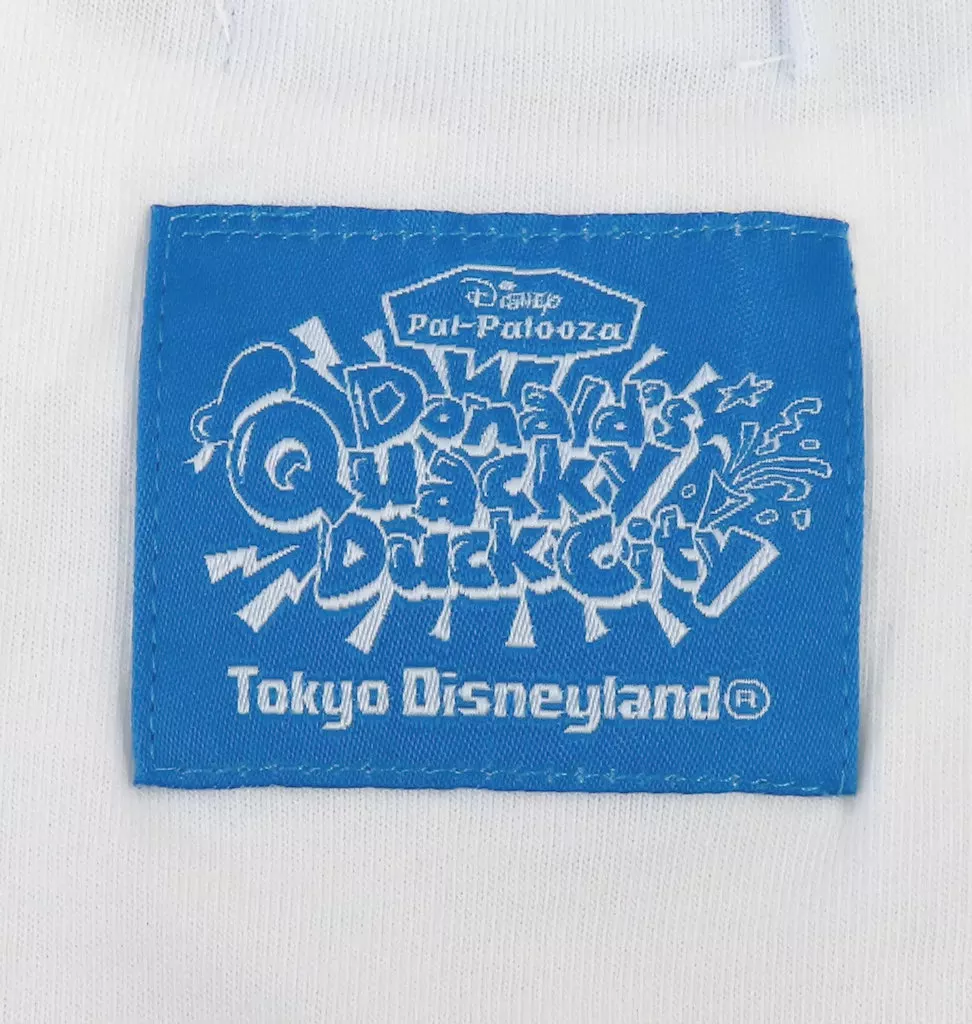 Disney
Pal-Palooza
Donald's
Quacky
Duck City
Tokyo Disneyland®